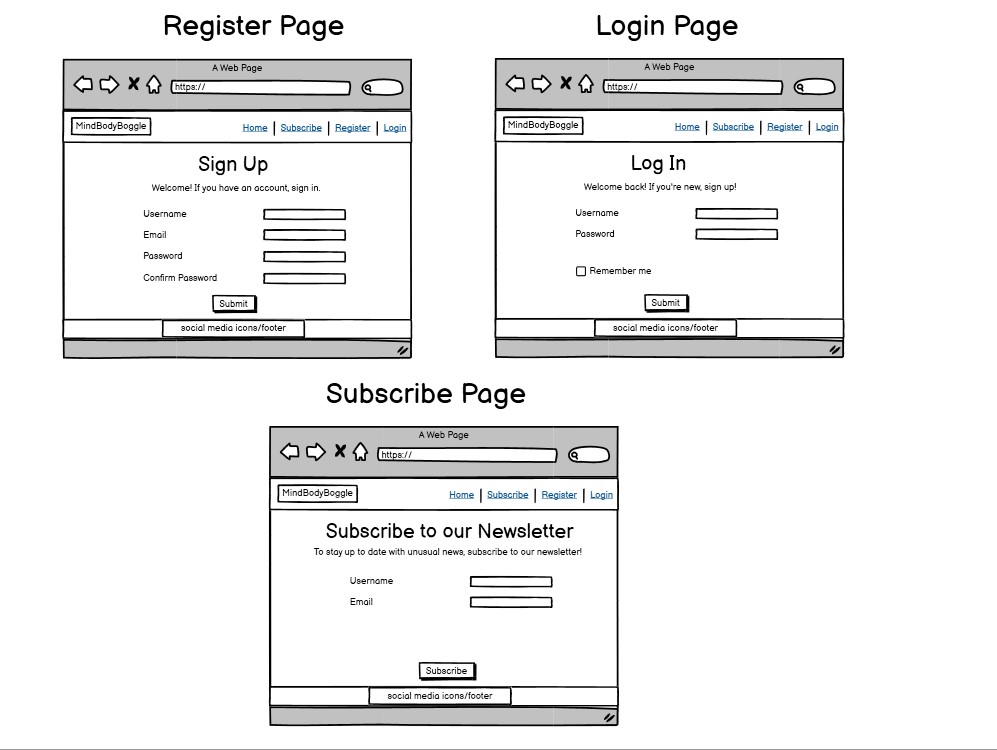 Register Page
A Web Page
https://
MindBodyBoggle
Home Subscribe Register Login
Sign Up
Welcome! If you have an account, sign in.
Username
Email
Password
Confirm Password
Submit
social media icons/footer
Login Page
A Web Page
https://
MindBodyBoggle
Home Subscribe Register Login
Log In
Welcome back! If you're new, sign up!
Username
Password
Remember me
Submit
social media icons/footer
Subscribe Page
A Web Page
https://
MindBodyBoggle
Home Subscribe Register Login
Subscribe to our Newsletter
To stay up to date with unusual news, subscribe to our newsletter!
Username
Email
Subscribe
social media icons/footer